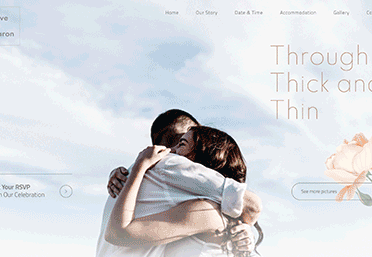 Home Our Story Date & Time Accommodation Gallery
ve
aron
Through
Thick and
Thin
Your RSVP
Our Celebration
See more pictures